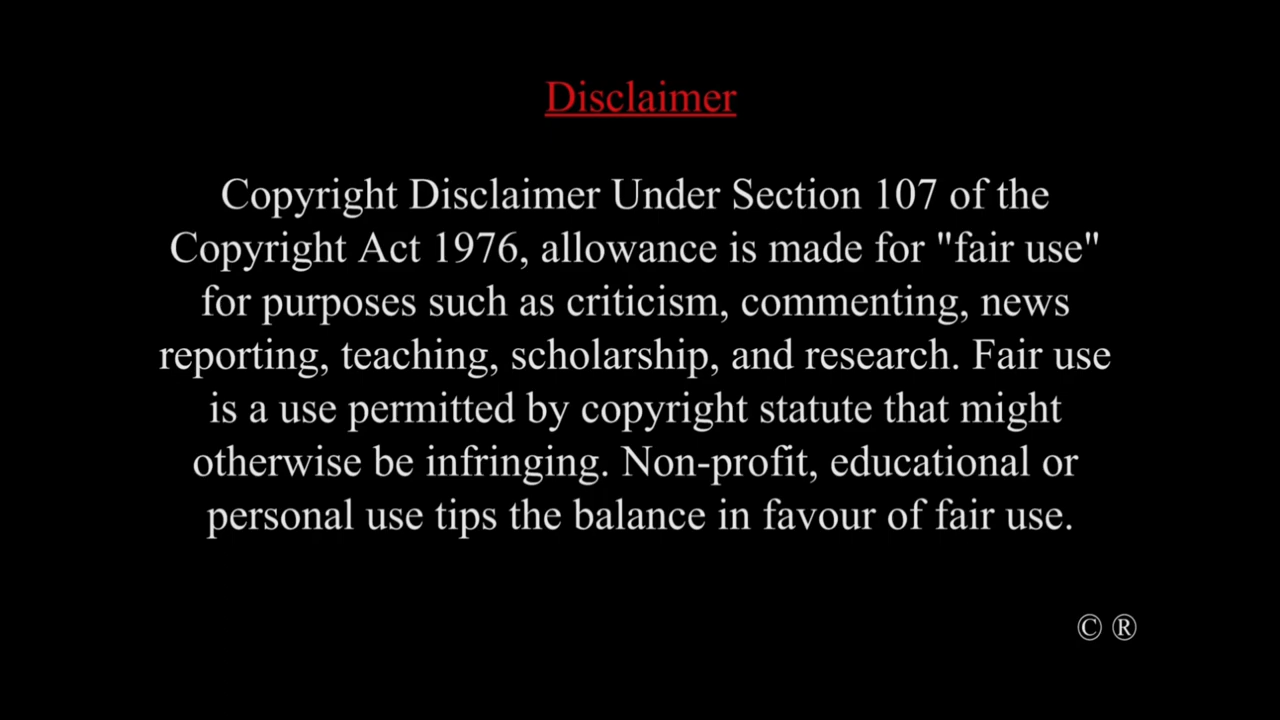 Disclaimer
Copyright Disclaimer Under Section 107 of the
Copyright Act 1976, allowance is made for "fair use"
for purposes such as criticism, commenting, news
reporting, teaching, scholarship, and research. Fair use
is a use permitted by copyright statute that might
otherwise be infringing. Non-profit, educational or
personal use tips the balance in favour of fair use.
© ®